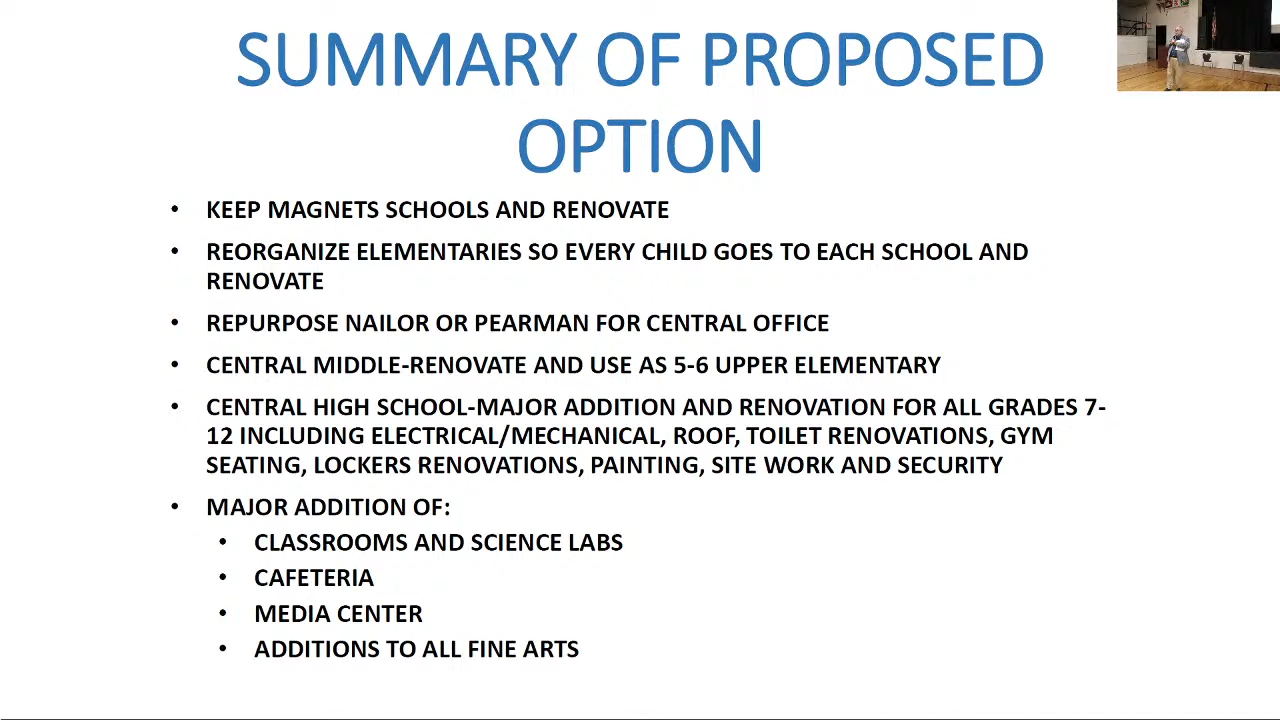 SUMMARY OF PROPOSED
OPTION
• KEEP MAGNETS SCHOOLS AND RENOVATE
• REORGANIZE ELEMENTARIES SO EVERY CHILD GOES TO EACH SCHOOL AND
RENOVATE
• REPURPOSE NAILOR OR PEARMAN FOR CENTRAL OFFICE
• CENTRAL MIDDLE-RENOVATE AND USE AS 5-6 UPPER ELEMENTARY
• CENTRAL HIGH SCHOOL-MAJOR ADDITION AND RENOVATION FOR ALL GRADES 7-
12 INCLUDING ELECTRICAL/MECHANICAL, ROOF, TOILET RENOVATIONS, GYM
SEATING, LOCKERS RENOVATIONS, PAINTING, SITE WORK AND SECURITY
• MAJOR ADDITION OF:
• CLASSROOMS AND SCIENCE LABS
• CAFETERIA
• MEDIA CENTER
• ADDITIONS TO ALL FINE ARTS